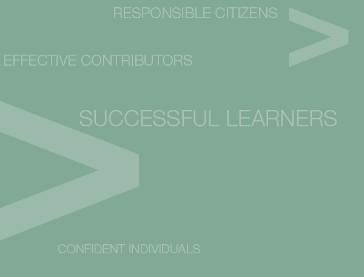 RESPONSIBLE CITIZENS
EFFECTIVE CONTRIBUTORS
SUCCESSFUL LEARNERS
CONFIDENT INDIVIDUALS